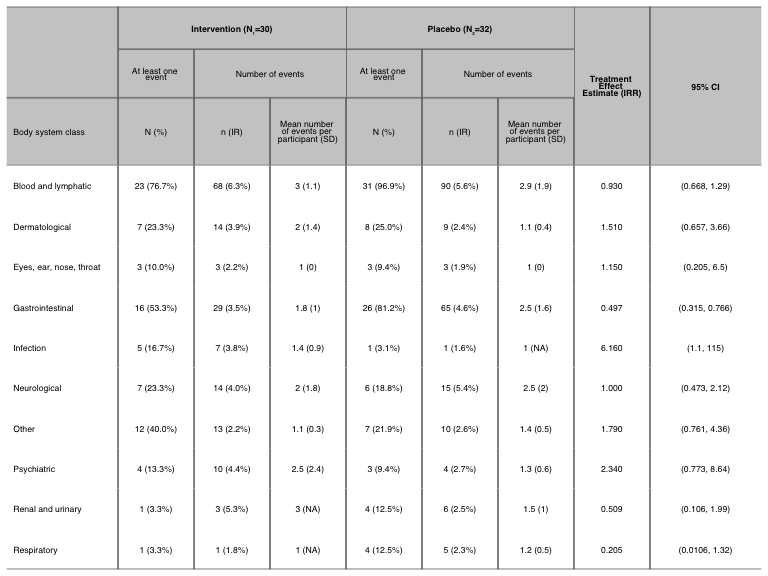 Intervention (N₁=30) Placebo (N₂=32) Treatment Effect Estimate (IRR) 95% CI
At least one event Number of events At least one event Number of events
Body system class N (%) n (IR) Mean number of events per participant (SD) N (%) n (IR) Mean number of events per participant (SD)
Blood and lymphatic 23 (76.7%) 68 (6.3%) 3 (1.1) 31 (96.9%) 90 (5.6%) 2.9 (1.9) 0.930 (0.668, 1.29)
Dermatological 7 (23.3%) 14 (3.9%) 2 (1.4) 8 (25.0%) 9 (2.4%) 1.1 (0.4) 1.510 (0.657, 3.66)
Eyes, ear, nose, throat 3 (10.0%) 3 (2.2%) 1 (0) 3 (9.4%) 3 (1.9%) 1 (0) 1.150 (0.205, 6.5)
Gastrointestinal 16 (53.3%) 29 (3.5%) 1.8 (1) 26 (81.2%) 65 (4.6%) 2.5 (1.6) 0.497 (0.315, 0.766)
Infection 5 (16.7%) 7 (3.8%) 1.4 (0.9) 1 (3.1%) 1 (1.6%) 1 (NA) 6.160 (1.1, 115)
Neurological 7 (23.3%) 14 (4.0%) 2 (1.8) 6 (18.8%) 15 (5.4%) 2.5 (2) 1.000 (0.473, 2.12)
Other 12 (40.0%) 13 (2.2%) 1.1 (0.3) 7 (21.9%) 10 (2.6%) 1.4 (0.5) 1.790 (0.761, 4.36)
Psychiatric 4 (13.3%) 10 (4.4%) 2.5 (2.4) 3 (9.4%) 4 (2.7%) 1.3 (0.6) 2.340 (0.773, 8.64)
Renal and urinary 1 (3.3%) 3 (5.3%) 3 (NA) 4 (12.5%) 6 (2.5%) 1.5 (1) 0.509 (0.106, 1.99)
Respiratory 1 (3.3%) 1 (1.8%) 1 (NA) 4 (12.5%) 5 (2.3%) 1.2 (0.5) 0.205 (0.0106, 1.32)